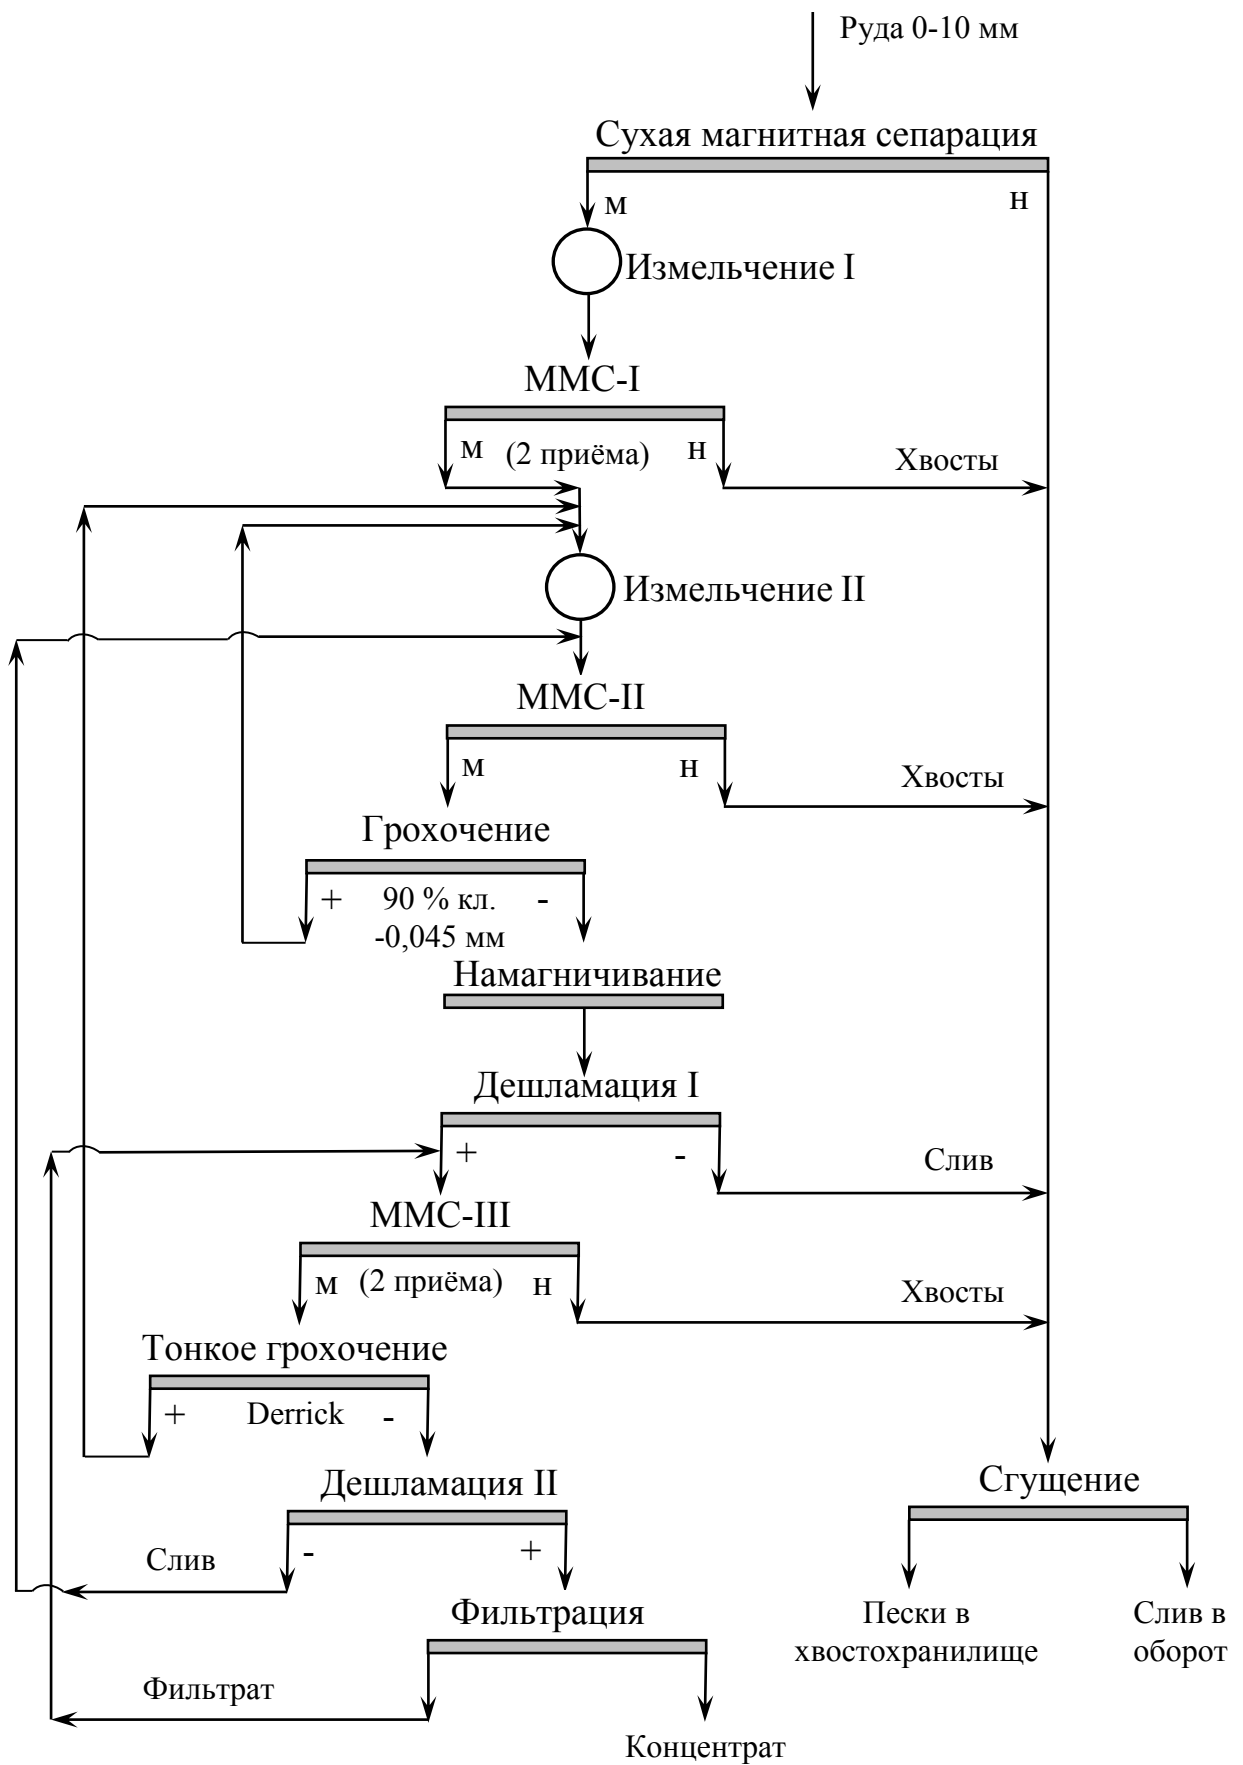 Руда 0-10 мм
Сухая магнитная сепарация
м
н
Измельчение I
ММС-I
м (2 приёма) н
Хвосты
Измельчение II
ММС-II
м
н
Хвосты
Грохочение
+ 90 % кл. -
-0,045 мм
Намагничивание
Дешламация I
+ -
Слив
ММС-III
м (2 приёма) н
Хвосты
Тонкое грохочение
+ Derrick -
Дешламация II
Сгущение
- +
Слив
Фильтрация
Пески в
хвостохранилище
Слив в
оборот
Фильтрат
Концентрат